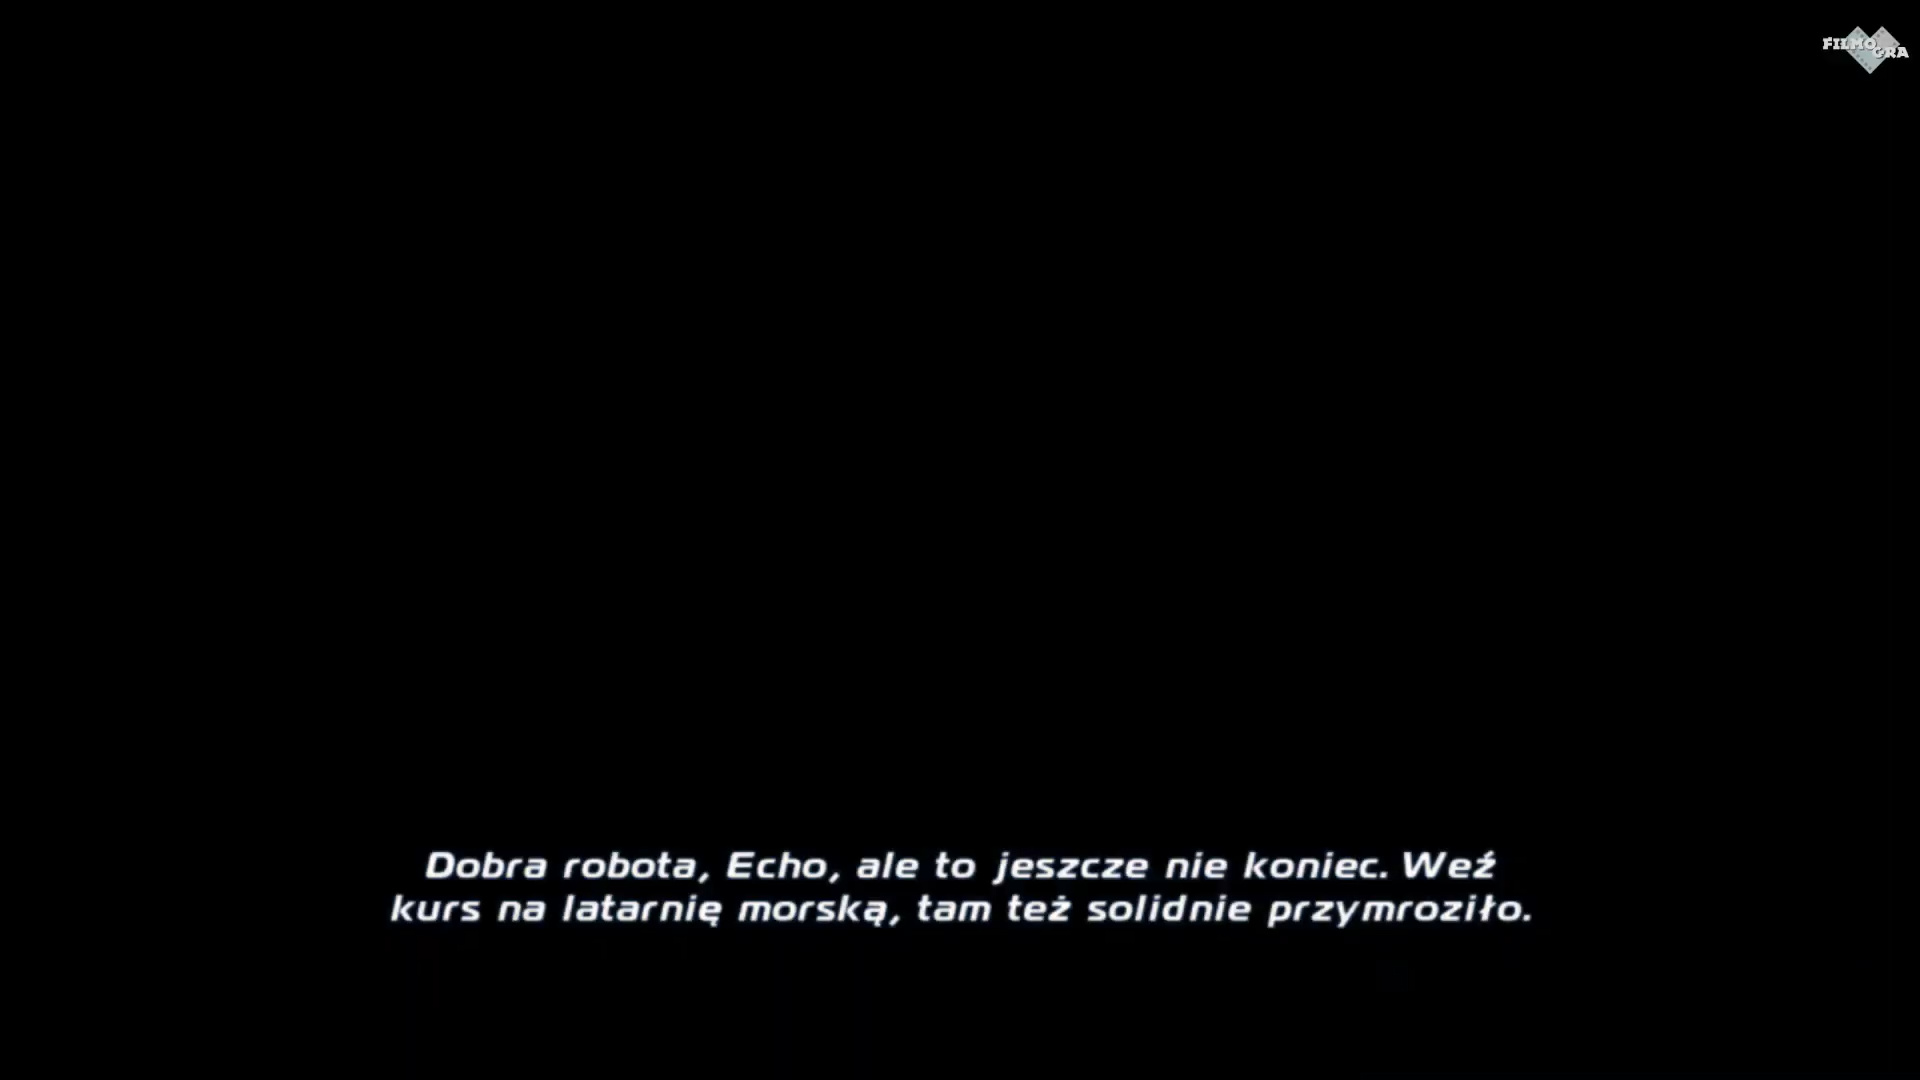 FILMO
GRA
Dobra robota, Echo, ale to jeszcze nie koniec. Weź
kurs na latarnię morską, tam też solidnie przymroziło.